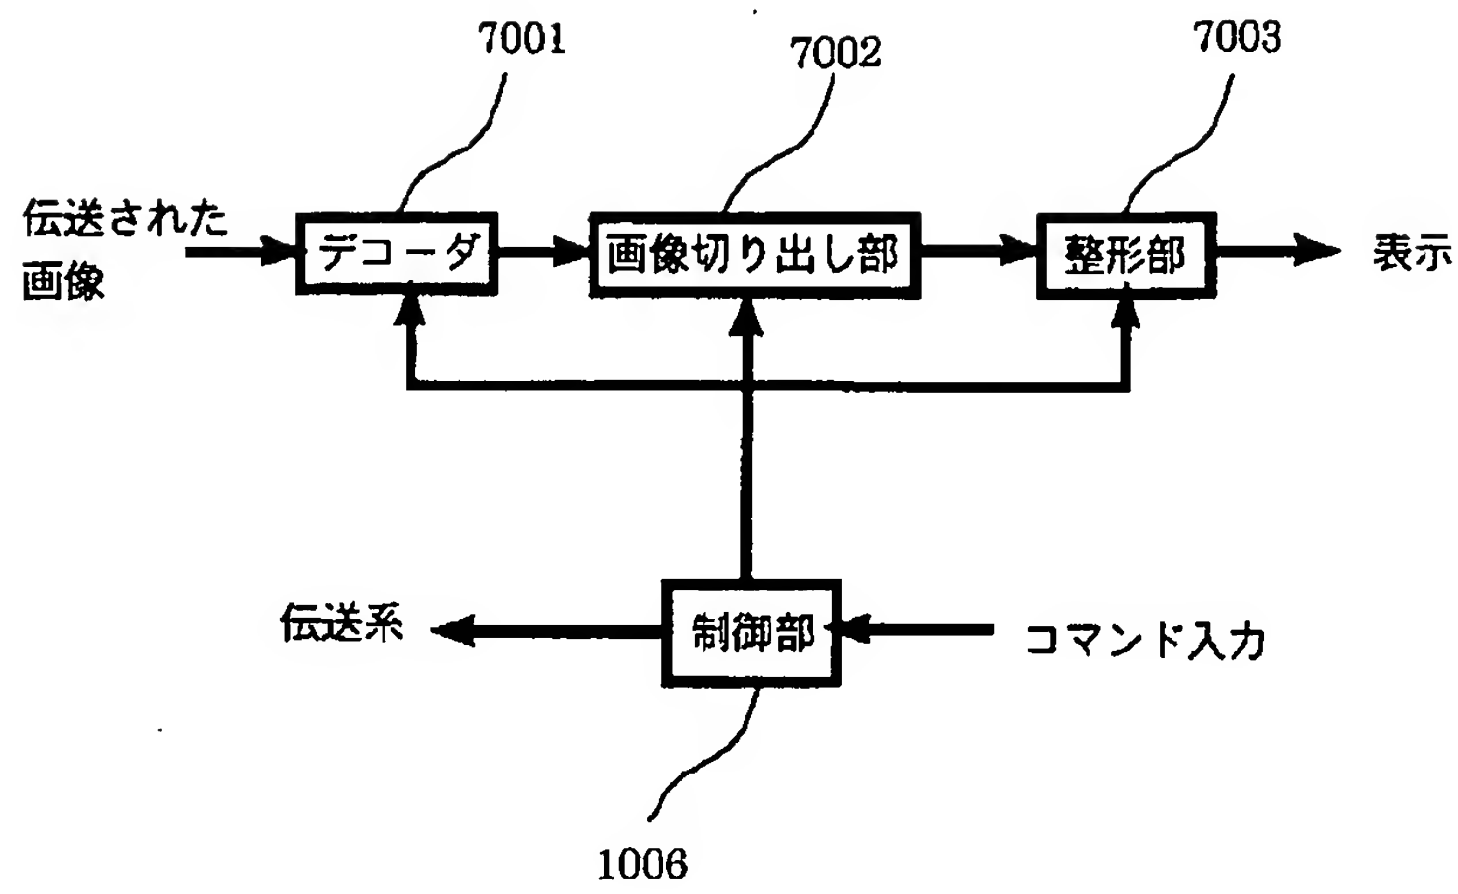 7001
7002
7003
伝送された
画像
デコーダ
画像切り出し部
整形部
表示
伝送系
制御部
コマンド入力
1006